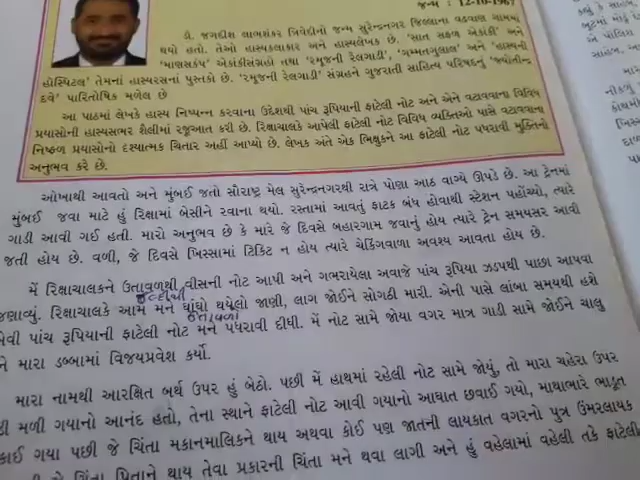 જન્મ : 12-10-1967
ડૉ. જગદીશ લાભશંકર ત્રિવેદીનો જન્મ સુરેન્દ્રનગર જિલ્લાના વઢવાણ ગામમાં
થયો હતો. તેઓ હાસ્યકલાકાર અને હાસ્યલેખક છે. 'સાત સફળ એકાંકી' અને
'માણસકંપ' એકાંકીસંગ્રહો તથા 'રમૂજની રેલગાડી', 'ગમ્મતગુલાલ' અને 'હાસ્યની
હોસ્પિટલ' તેમનાં હાસ્યરસનાં પુસ્તકો છે. 'રમૂજની રેલગાડી' સંગ્રહને ગુજરાતી સાહિત્ય પરિષદનું 'જ્યોતીન્દ્ર
દવે' પારિતોષિક મળેલ છે
આ પાઠમાં લેખકે હાસ્ય નિષ્પન્ન કરવાના ઉદ્દેશથી પાંચ રૂપિયાની ફાટેલી નોટ અને એને વટાવવાના વિવિધ
પ્રયાસોની હાસ્યસભર શૈલીમાં રજૂઆત કરી છે. રિક્ષાચાલકે આપેલી ફાટેલી નોટ વિવિધ વ્યક્તિઓ પાસે વટાવવાના
નિષ્ફળ પ્રયાસોનો દૃશ્યાત્મક ચિતાર અહીં આપ્યો છે. લેખક અંતે એક ભિક્ષુકને આ ફાટેલી નોટ પધરાવી મુક્તિનો
અનુભવ કરે છે.
ઓખાથી આવતો અને મુંબઈ જતો સૌરાષ્ટ્ર મેલ સુરેન્દ્રનગરથી રાત્રે પોણા આઠ વાગ્યે ઊપડે છે. આ ટ્રેનમાં
મુંબઈ જવા માટે હું રિક્ષામાં બેસીને રવાના થયો. રસ્તામાં આવતું ફાટક બંધ હોવાથી સ્ટેશન પહોંચ્યો, ત્યારે
ગાડી આવી ગઈ હતી. મારો અનુભવ છે કે મારે જે દિવસે બહારગામ જવાનું હોય ત્યારે ટ્રેન સમયસર આવી
જતી હોય છે. વળી, જે દિવસે ખિસ્સામાં ટિકિટ ન હોય ત્યારે ચેકિંગવાળા અવશ્ય આવતા હોય છે.
મેં રિક્ષાચાલકને ઉતાવળથી વીસની નોટ આપી અને ગભરાયેલા અવાજે પાંચ રૂપિયા ઝડપથી પાછા આપવા
જણાવ્યું. રિક્ષાચાલકે આમ મને ઘાંઘો થયેલો જાણી, લાગ જોઈને સોગઠી મારી. એની પાસે લાંબા સમયથી હશે
એવી પાંચ રૂપિયાની ફાટેલી નોટ મને પધરાવી દીધી. મેં નોટ સામે જોયા વગર માત્ર ગાડી સામે જોઈને ચાલુ
મારા ડબ્બામાં વિજયપ્રવેશ કર્યો.
મારા નામથી આરક્ષિત બર્થ ઉપર હું બેઠો. પછી મેં હાથમાં રહેલી નોટ સામે જોયું, તો મારા ચહેરા ઉપર
મળી ગયાનો આનંદ હતો, તેના સ્થાને ફાટેલી નોટ આવી ગયાનો આઘાત છવાઈ ગયો, માથાભારે ભાડૂત
ગયા પછી જે ચિંતા મકાનમાલિકને થાય અથવા કોઈ પણ જાતની લાયકાત વગરનો પુત્ર ઉંમરલાયક
ચિંતા પિતાને થાય તેવા પ્રકારની ચિંતા મને થવા લાગી અને હું વહેલામાં વહેલી તકે ફાટેલી